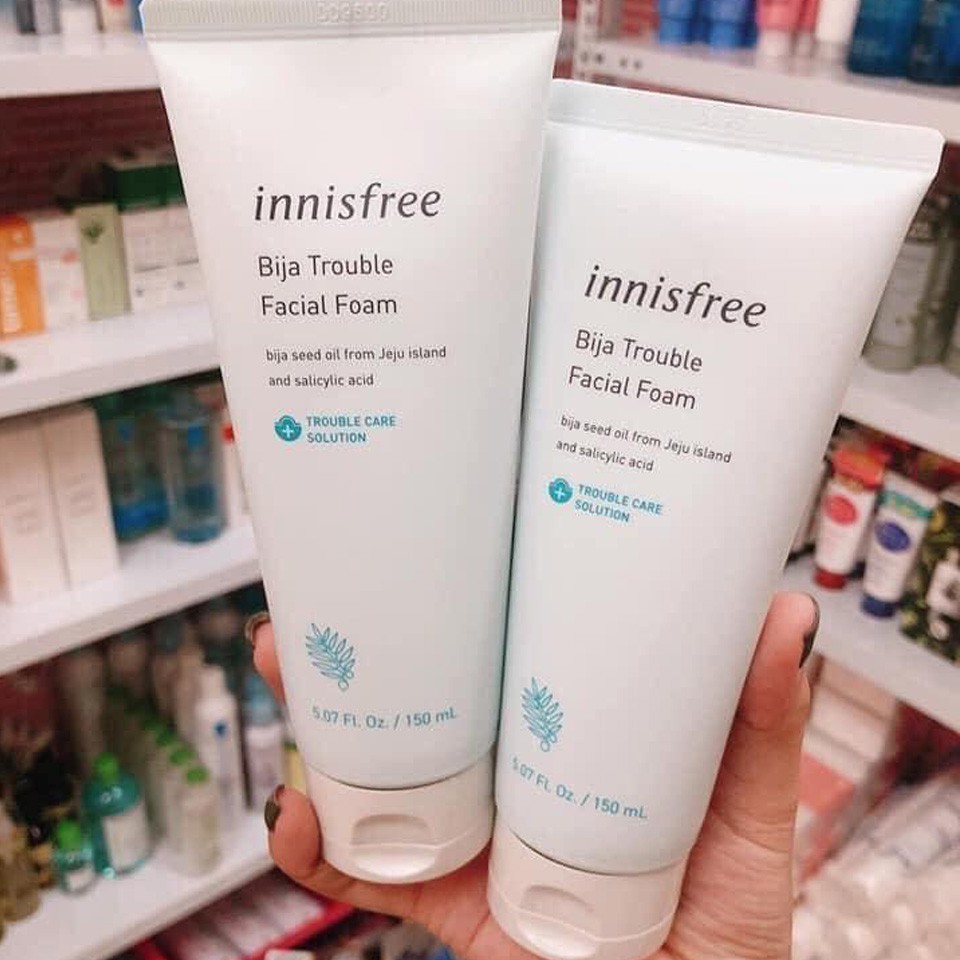 innisfree
Bija Trouble
Facial Foam
bija seed oil from Jeju island
and salicylic acid
TROUBLE CARE
SOLUTION
5.07 Fl. Oz. / 150 mL
innisfree
Bija Trouble
Facial Foam
bija seed oil from Jeju island
and salicylic acid
TROUBLE CARE
SOLUTION
5.07 Fl. Oz. / 150 mL